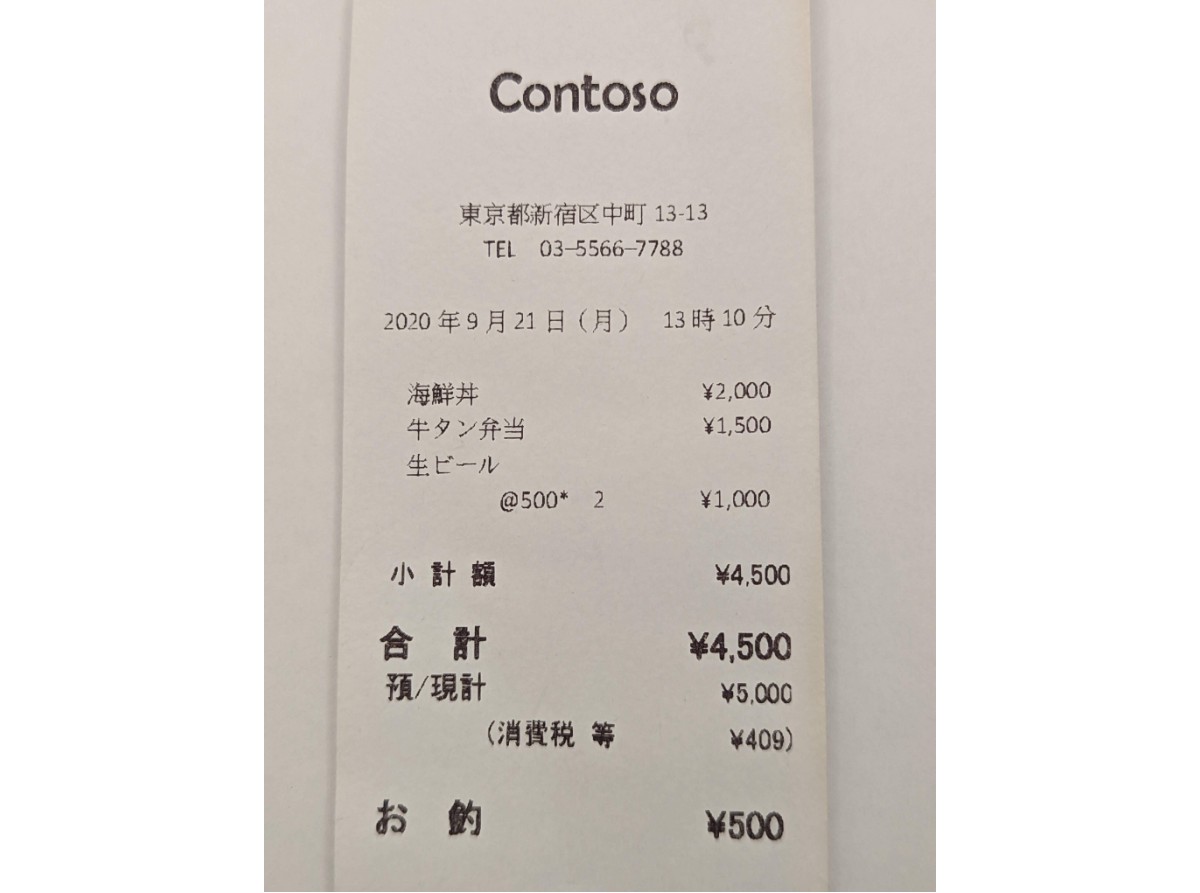 Contoso
東京都新宿区中町 13-13
TEL 03-5566-7788
2020 年 9 月 21 日（月） 13 時 10 分
海鮮丼 ¥2,000
牛タン弁当 ¥1,500
生ビール
@500* 2 ¥1,000
小 計 額 ¥4,500
合 計 ¥4,500
預/現計 ¥5,000
(消費税 等 ¥409)
お 釣 ¥500